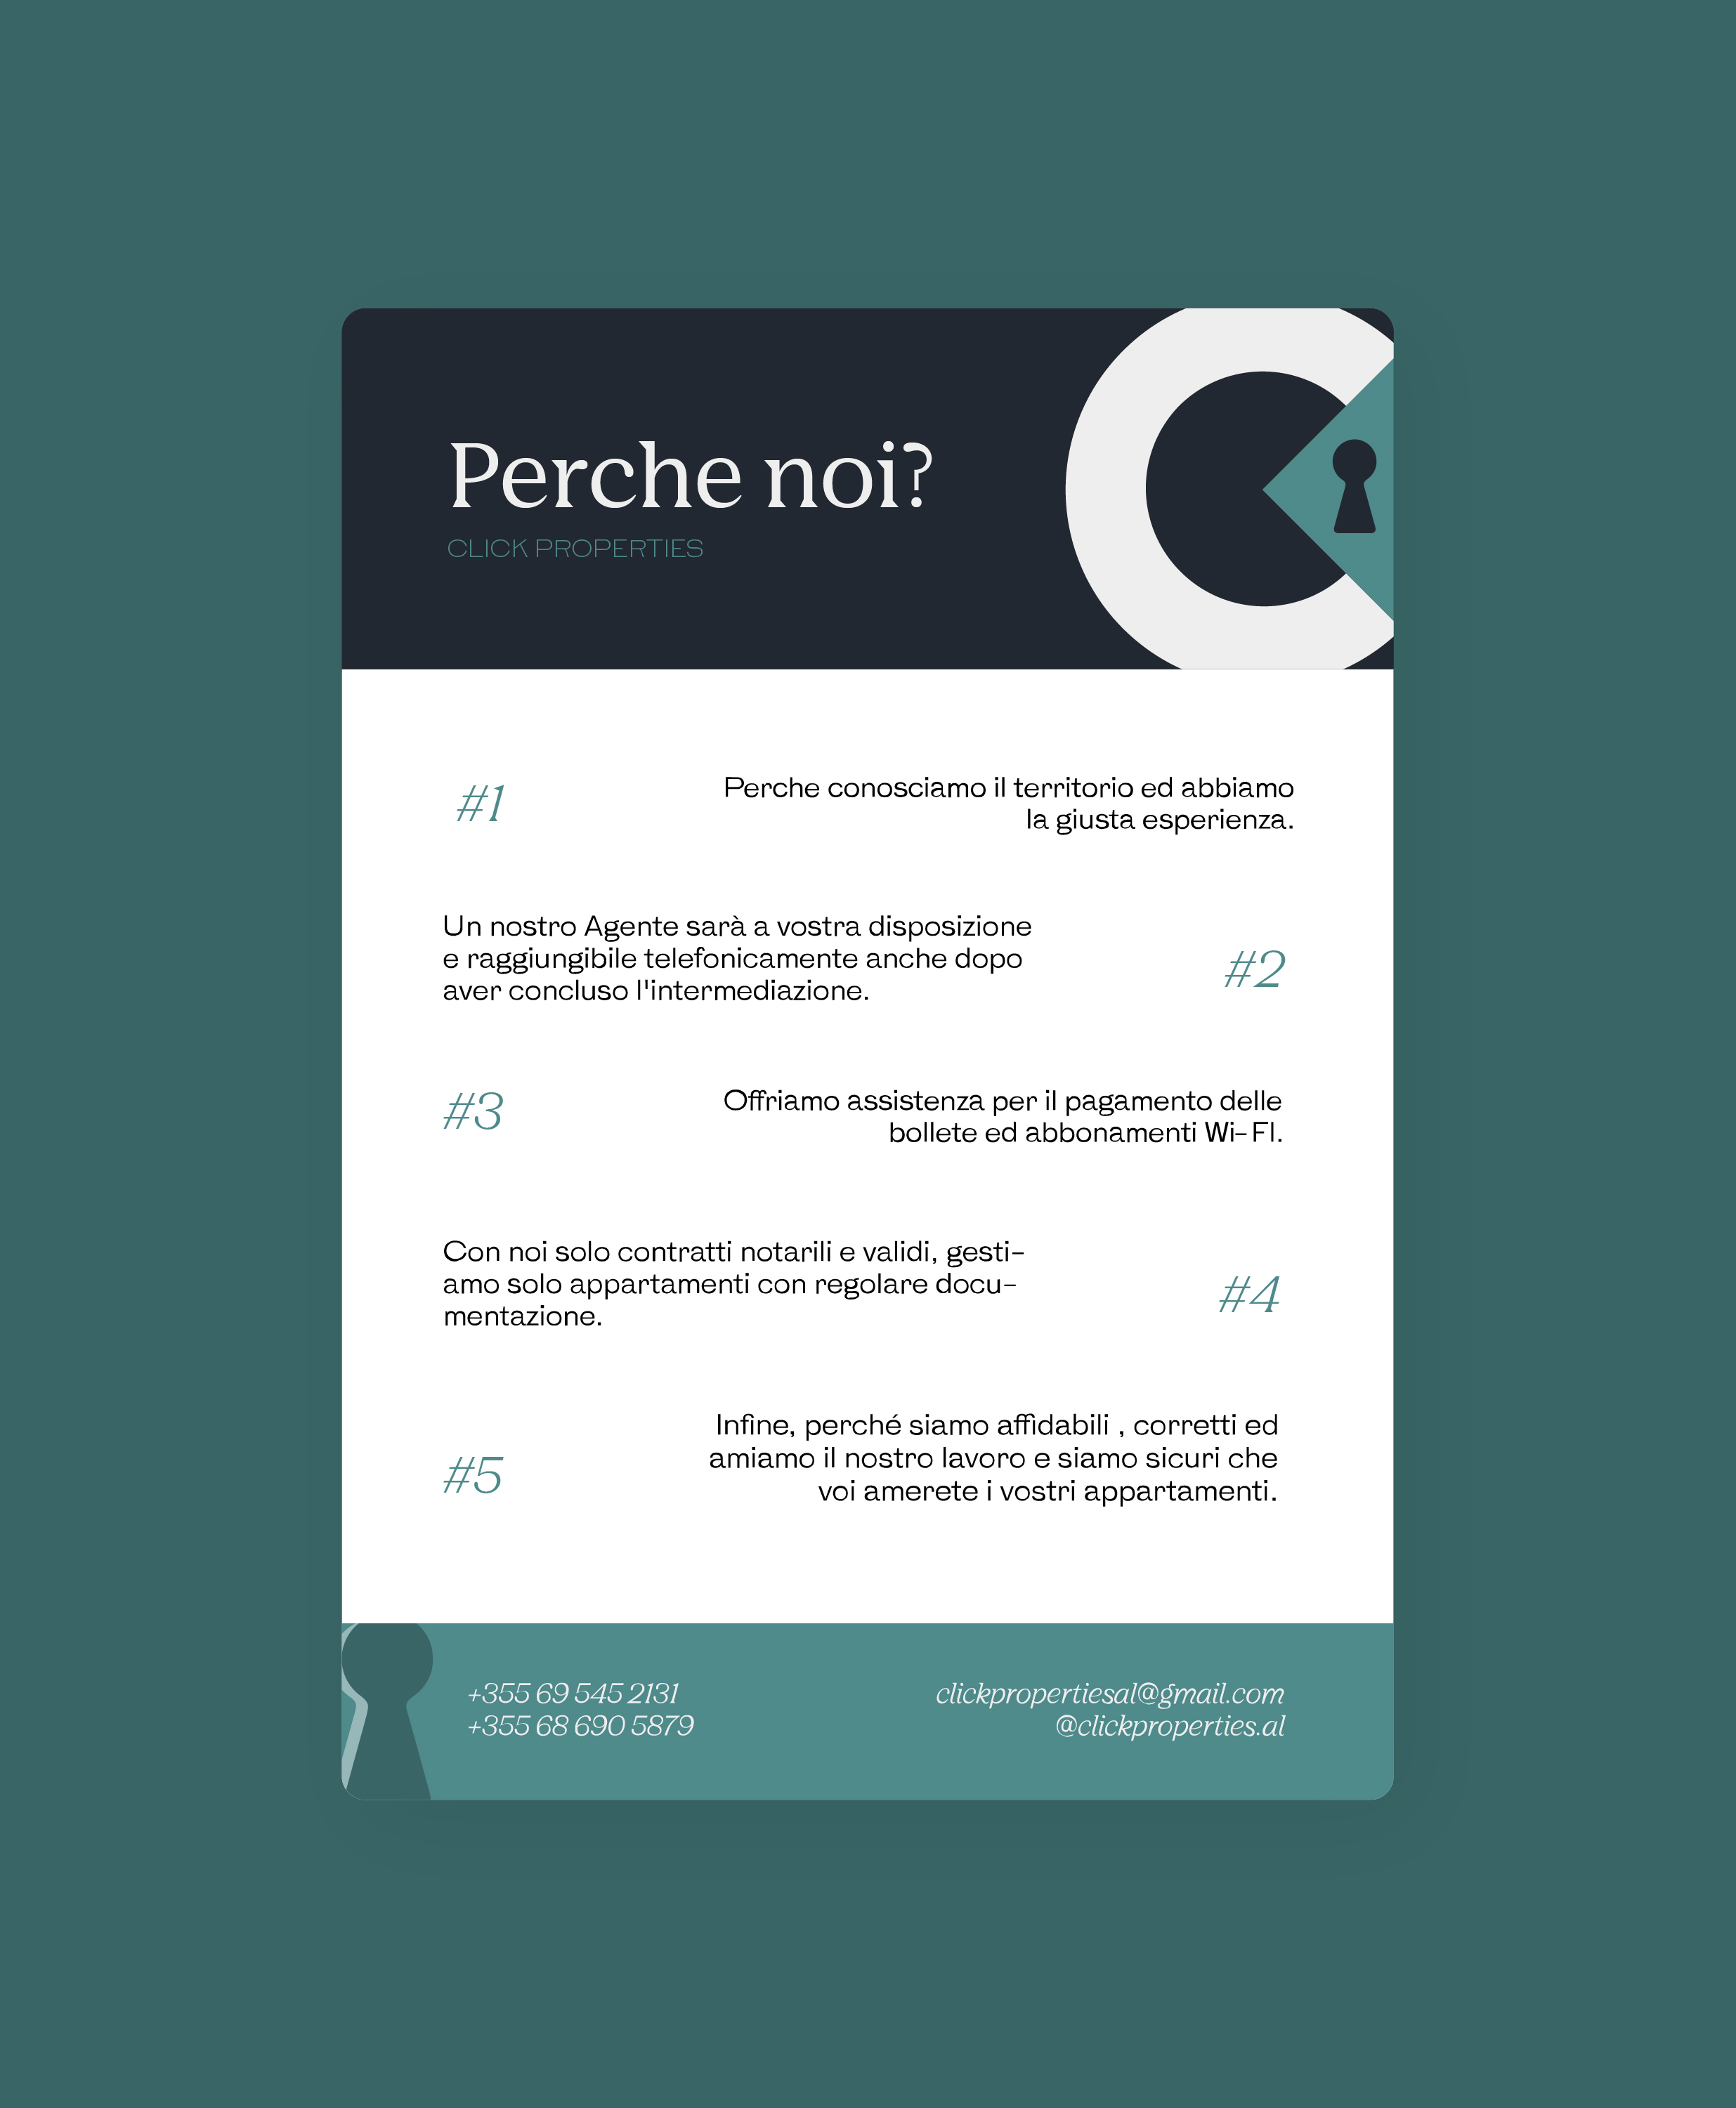 Perche noi?
CLICK PROPERTIES
#1
Perche conosciamo il territorio ed abbiamo
la giusta esperienza.
Un nostro Agente sarà a vostra disposizione
e raggiungibile telefonicamente anche dopo
aver concluso l'intermediazione.
#2
#3
Offriamo assistenza per il pagamento delle
bollete ed abbonamenti Wi-FI.
Con noi solo contratti notarili e validi, gesti-
amo solo appartamenti con regolare docu-
mentazione.
#4
#5
Infine, perché siamo affidabili , corretti ed
amiamo il nostro lavoro e siamo sicuri che
voi amerete i vostri appartamenti.
+355 69 545 2131
+355 68 690 5879
clickpropertiesal@gmail.com
@clickproperties.al